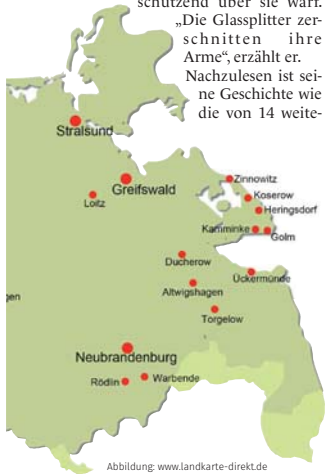 schützend über sie warf.
„Die Glassplitter zer-
schnitten ihre
Arme“, erzählt er.
Nachzulesen ist sei-
ne Geschichte wie
die von 14 weite-
Stralsund
Greifswald
Loitz
Zinnowitz
Koserow
Heringsdorf
Kamminke
Golm
Ducherow
Ückermünde
Altwigshagen
Torgelow
gen
Neubrandenburg
Rödlin
Warbende
Abbildung: www.landkarte-direkt.de